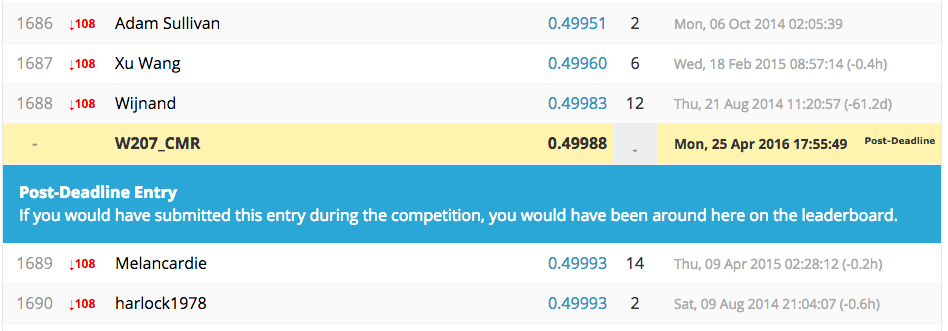 1686 ↓108 Adam Sullivan 0.49951 2 Mon, 06 Oct 2014 02:05:39
1687 ↓108 Xu Wang 0.49960 6 Wed, 18 Feb 2015 08:57:14 (-0.4h)
1688 ↓108 Wijnand 0.49983 12 Thu, 21 Aug 2014 11:20:57 (-61.2d)
- W207_CMR 0.49988 - Mon, 25 Apr 2016 17:55:49 Post-Deadline
Post-Deadline Entry
If you would have submitted this entry during the competition, you would have been around here on the leaderboard.
1689 ↓108 Melancardie 0.49993 14 Thu, 09 Apr 2015 02:28:12 (-0.2h)
1690 ↓108 harlock1978 0.49993 2 Sat, 09 Aug 2014 21:04:07 (-0.6h)